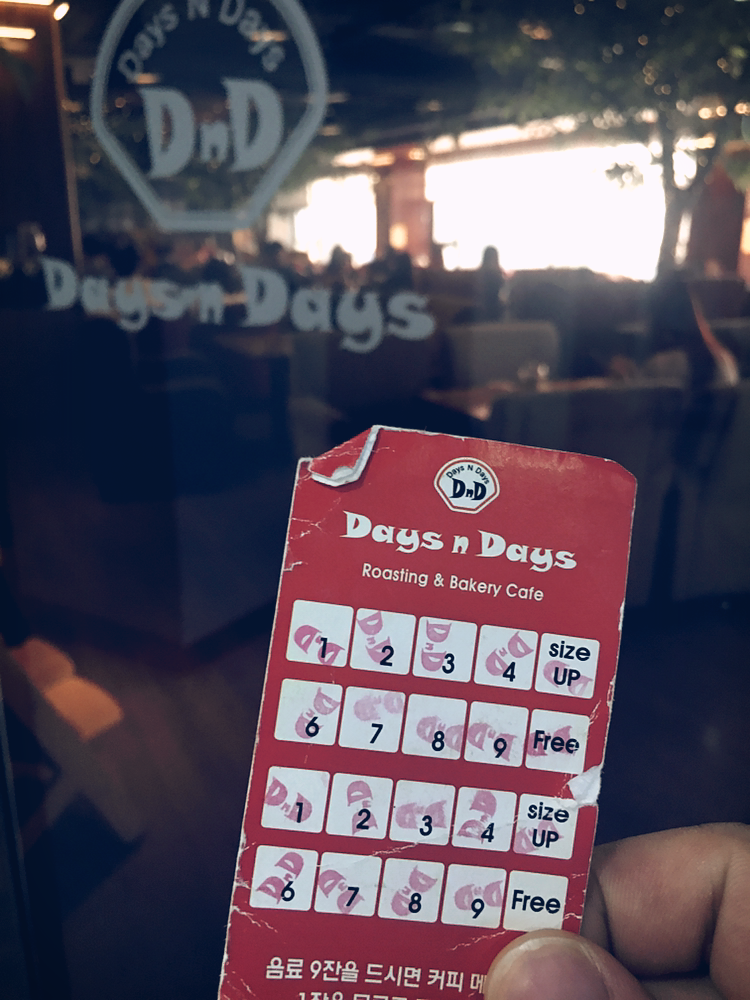 Days N Days
DnD
Days n Days
Days N Days
DnD
Days n Days
Roasting & Bakery Cafe
1 2 3 4 size UP
6 7 8 9 Free
1 2 3 4 size UP
6 7 8 9 Free
음료 9잔을 드시면 커피